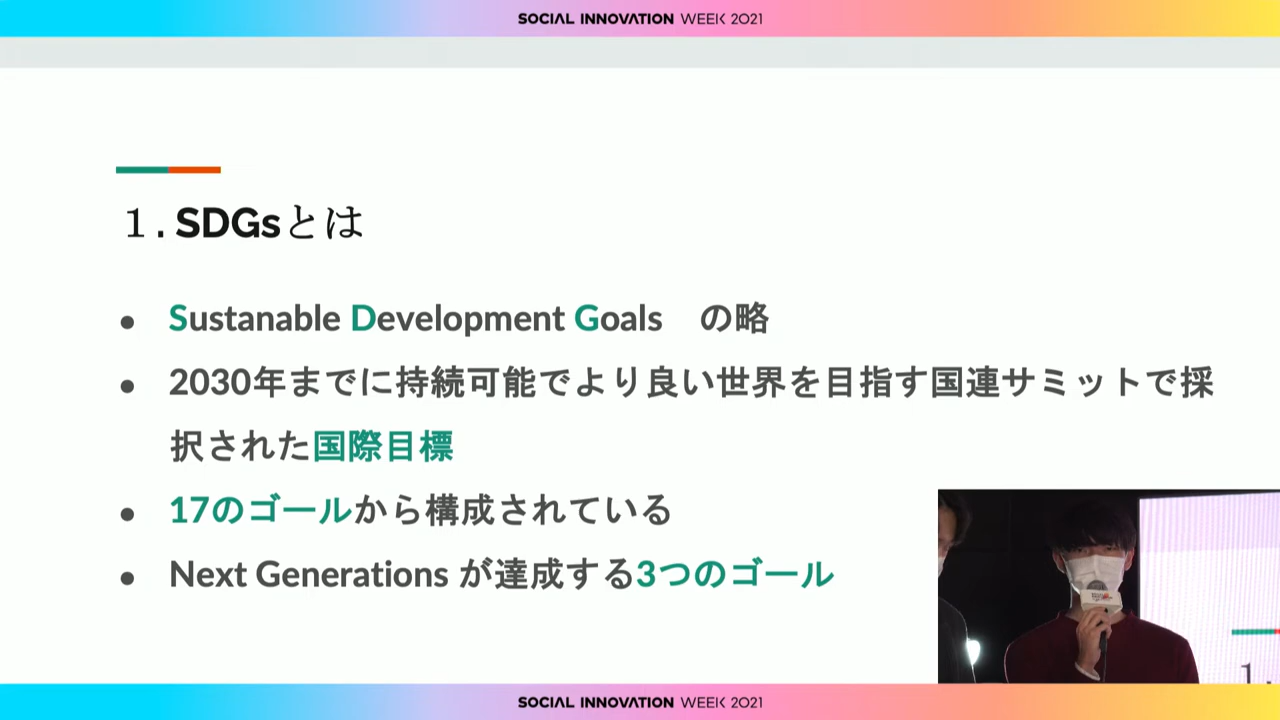 SOCIAL INNOVATION WEEK 2021
１. SDGsとは
● Sustanable Development Goals　の略
● 2030年までに持続可能でより良い世界を目指す国連サミットで採
択された国際目標
● 17のゴールから構成されている
● Next Generations が達成する3つのゴール
1.
SOCIAL INNOVATION WEEK 2021